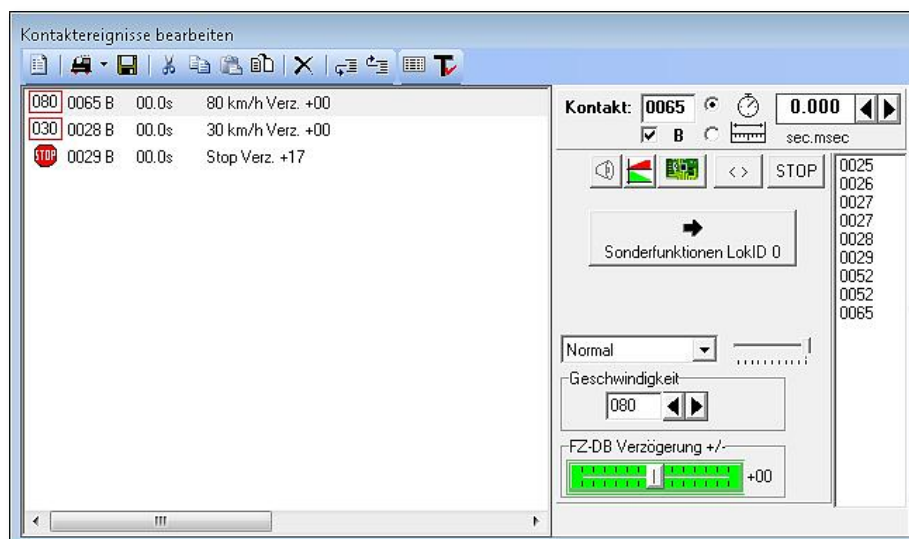 Kontaktereignisse bearbeiten
080 0065 B 00.0s 80 km/h Verz. +00
030 0028 B 00.0s 30 km/h Verz. +00
STOP 0029 B 00.0s Stop Verz. +17
Kontakt: 0065 0.000
B sec.msec
< > STOP
Sonderfunktionen LokID 0
Normal
Geschwindigkeit
080
FZ-DB Verzögerung +/-
+00
0025
0026
0027
0027
0028
0029
0052
0052
0065